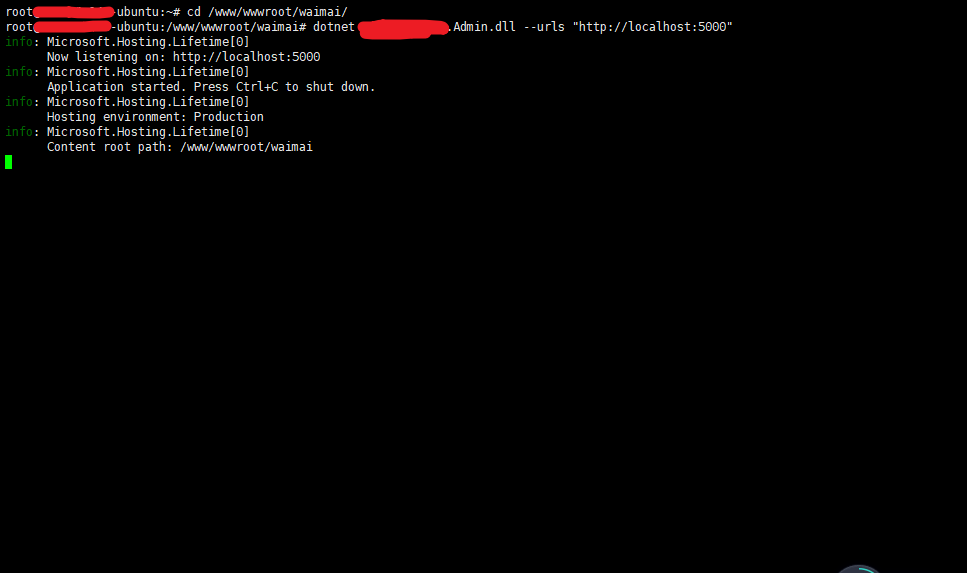 root@-ubuntu:~# cd /www/wwwroot/waimai/
root@-ubuntu:/www/wwwroot/waimai# dotnet .Admin.dll --urls "http://localhost:5000"
info: Microsoft.Hosting.Lifetime[0]
      Now listening on: http://localhost:5000
info: Microsoft.Hosting.Lifetime[0]
      Application started. Press Ctrl+C to shut down.
info: Microsoft.Hosting.Lifetime[0]
      Hosting environment: Production
info: Microsoft.Hosting.Lifetime[0]
      Content root path: /www/wwwroot/waimai